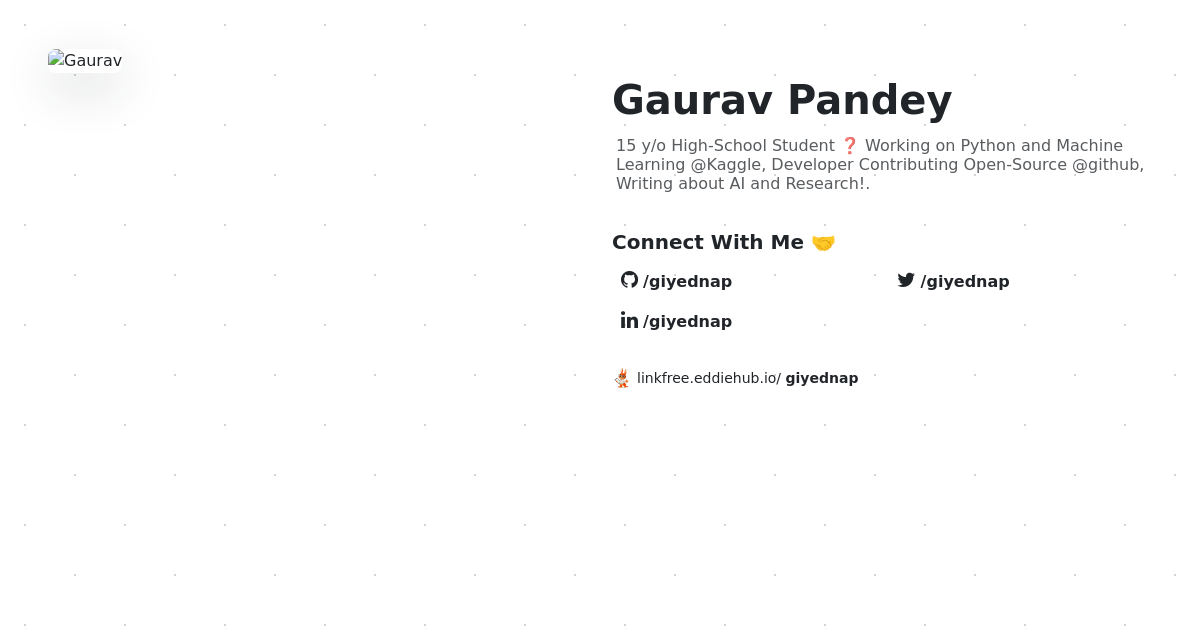 Gaurav
Gaurav Pandey
15 y/o High-School Student ❓ Working on Python and Machine
Learning @Kaggle, Developer Contributing Open-Source @github,
Writing about AI and Research!.
Connect With Me 🤝
/giyednap
/giyednap
/giyednap
linkfree.eddiehub.io/ giyednap